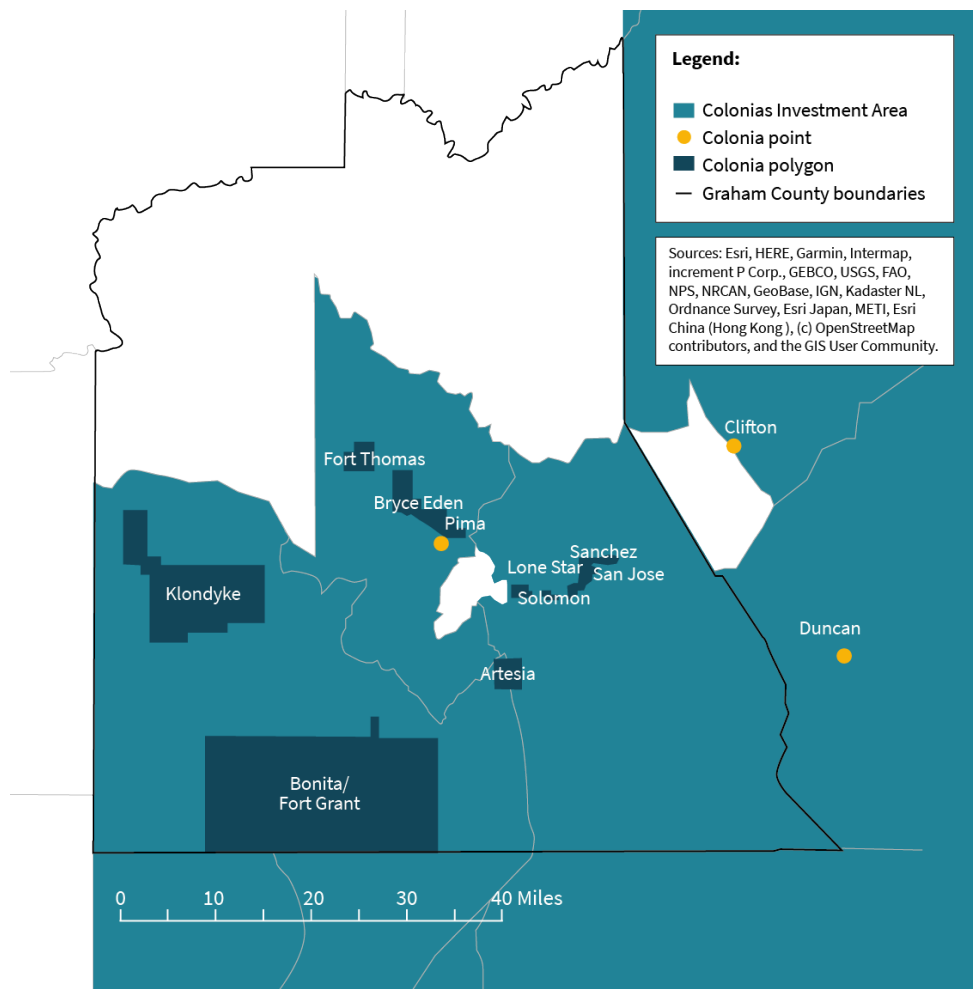 Legend:
Colonias Investment Area
Colonia point
Colonia polygon
Graham County boundaries
Sources: Esri, HERE, Garmin, Intermap,
increment P Corp., GEBCO, USGS, FAO,
NPS, NRCAN, GeoBase, IGN, Kadaster NL,
Ordnance Survey, Esri Japan, METI, Esri
China (Hong Kong ), (c) OpenStreetMap
contributors, and the GIS User Community.
Clifton
Fort Thomas
Bryce Eden
Pima
Sanchez
Lone Star
San Jose
Klondyke
Solomon
Duncan
Artesia
Bonita/
Fort Grant
0 10 20 30 40 Miles